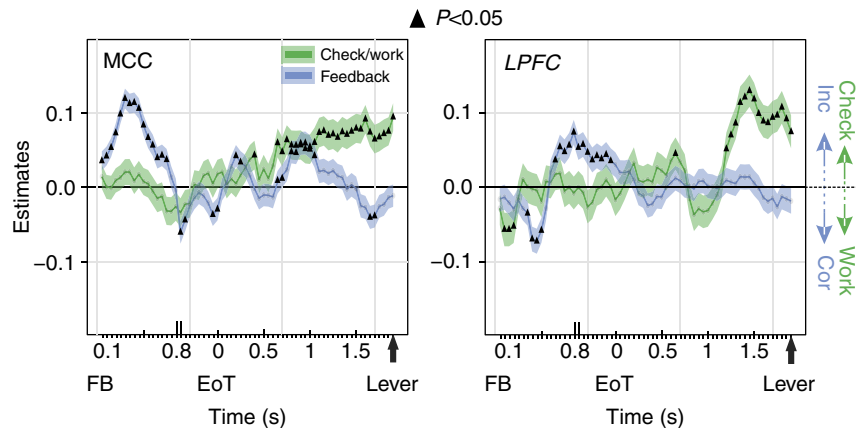 ▲ P<0.05
MCC
Check/work
Feedback
LPFC
Estimates
0.1
0.0
−0.1
0.1
0.0
−0.1
Inc
Cor
Check
Work
0.1 0.8 0 0.5 1 1.5
FB EoT Lever
Time (s)
0.1 0.8 0 0.5 1 1.5
FB EoT Lever
Time (s)